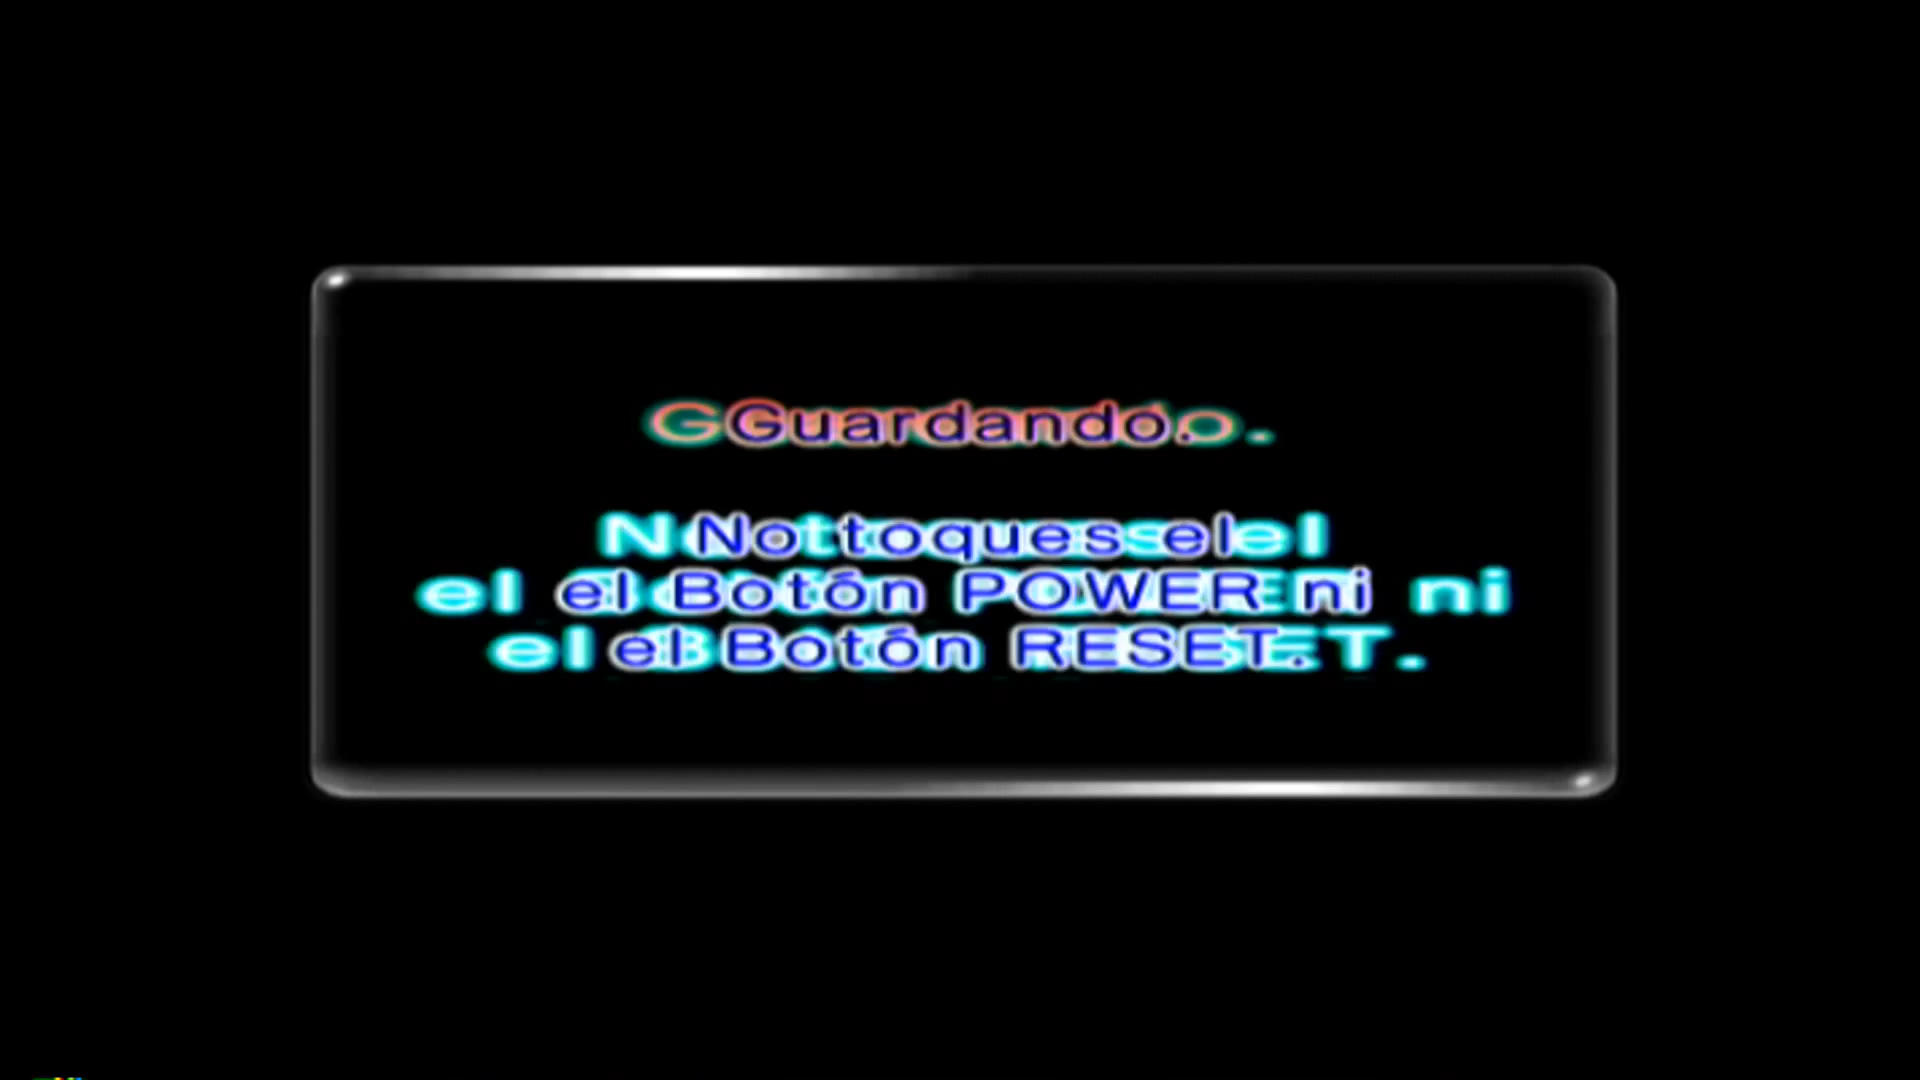 Guardando.
No toques el
el Botón POWER ni
el Botón RESET.